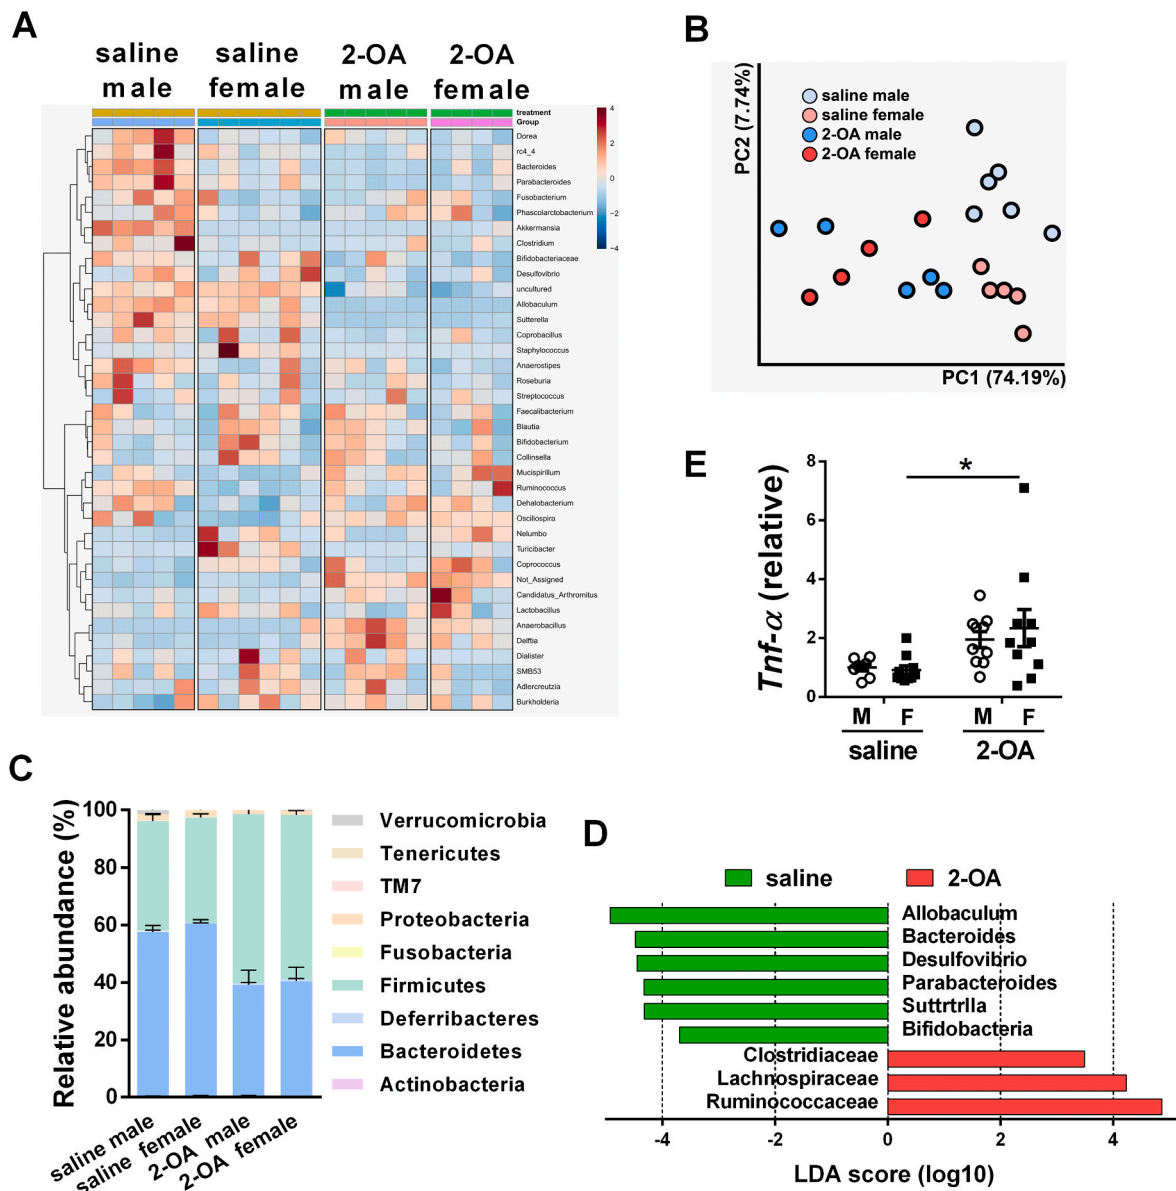 A
saline male
saline female
2-OA male
2-OA female
treatment
Group
4
2
0
−2
−4
Dorea
rc4_4
Bacteroides
Parabacteroides
Fusobacterium
Phascolarctobacterium
Akkermansia
Clostridium
Bifidobacteriaceae
Desulfovibrio
uncultured
Allobaculum
Sutterella
Coprobacillus
Staphylococcus
Anaerostipes
Roseburia
Streptococcus
Faecalibacterium
Blautia
Bifidobacterium
Collinsella
Mucispirillum
Ruminococcus
Dehalobacterium
Oscillospira
Nelumbo
Turicibacter
Coprococcus
Not_Assigned
Candidatus_Arthromitus
Lactobacillus
Anaerobacillus
Delftia
Dialister
SMB53
Adlercreutzia
Burkholderia
B
PC2 (7.74%)
saline male
saline female
2-OA male
2-OA female
PC1 (74.19%)
E
Tnf-α (relative)
8
6
4
2
0
*
M F M F
saline 2-OA
C
Relative abundance (%)
100
80
60
40
20
0
saline male
saline female
2-OA male
2-OA female
Verrucomicrobia
Tenericutes
TM7
Proteobacteria
Fusobacteria
Firmicutes
Deferribacteres
Bacteroidetes
Actinobacteria
D
saline 2-OA
Allobaculum
Bacteroides
Desulfovibrio
Parabacteroides
Suttrtrlla
Bifidobacteria
Clostridiaceae
Lachnospiraceae
Ruminococcaceae
-4 -2 0 2 4
LDA score (log10)